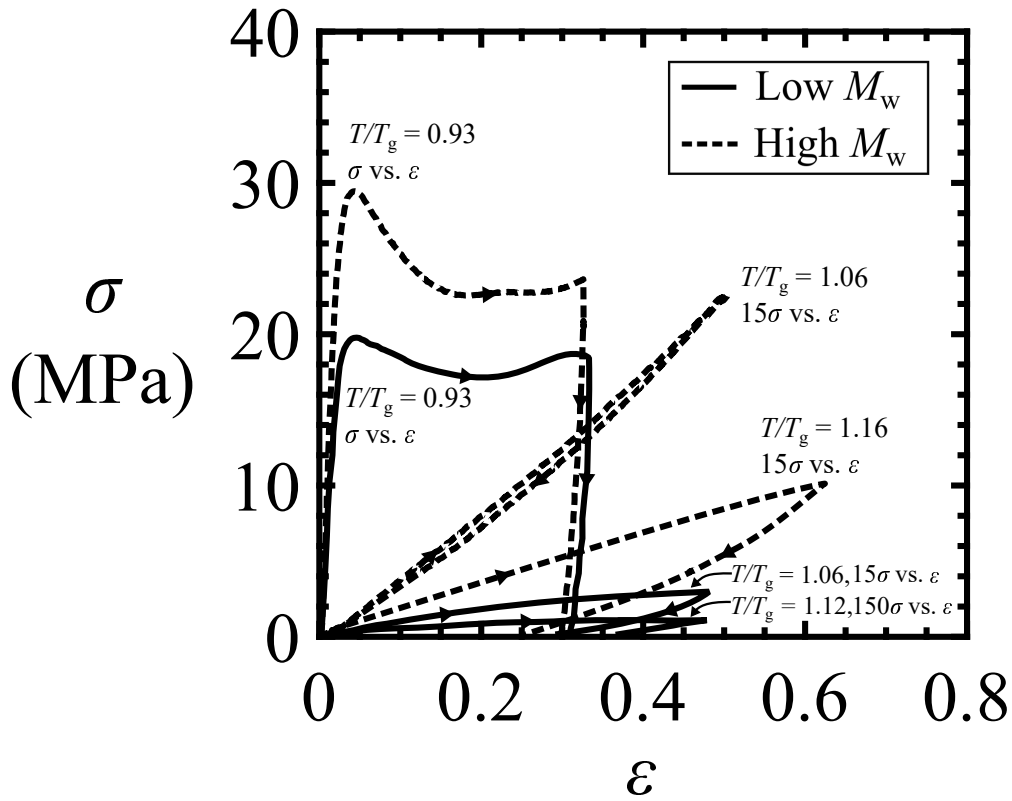 40
30
20
10
0
σ
(MPa)
Low Mw
High Mw
T/Tg = 0.93
σ vs. ε
T/Tg = 1.06
15σ vs. ε
T/Tg = 0.93
σ vs. ε
T/Tg = 1.16
15σ vs. ε
T/Tg = 1.06,15σ vs. ε
T/Tg = 1.12,150σ vs. ε
0 0.2 0.4 0.6 0.8
ε